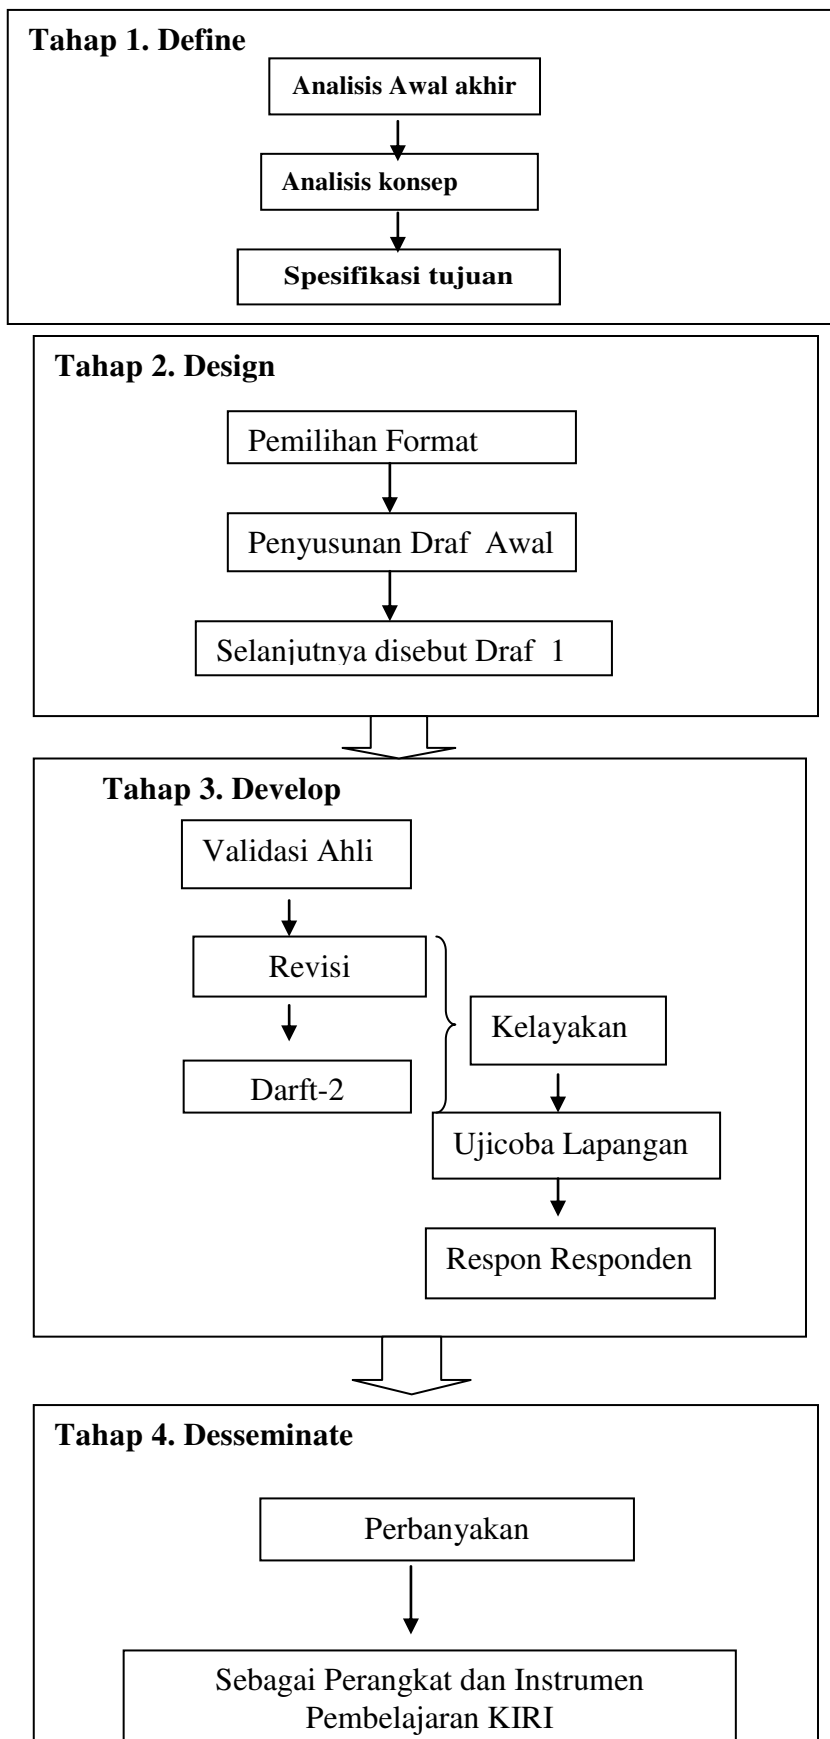 Tahap 1. Define
Analisis Awal akhir
Analisis konsep
Spesifikasi tujuan
Tahap 2. Design
Pemilihan Format
Penyusunan Draf Awal
Selanjutnya disebut Draf 1
Tahap 3. Develop
Validasi Ahli
Revisi
Darft-2
Kelayakan
Ujicoba Lapangan
Respon Responden
Tahap 4. Desseminate
Perbanyakan
Sebagai Perangkat dan Instrumen
Pembelajaran KIRI